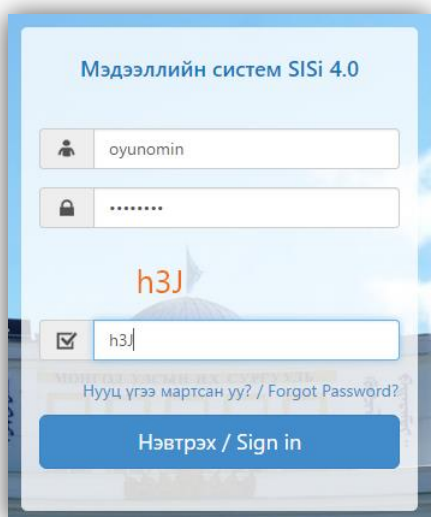 Мэдээллийн систем SISi 4.0
oyunomin
••••••••
h3J
h3J
Нууц үгээ мартсан уу? / Forgot Password?
Нэвтрэх / Sign in